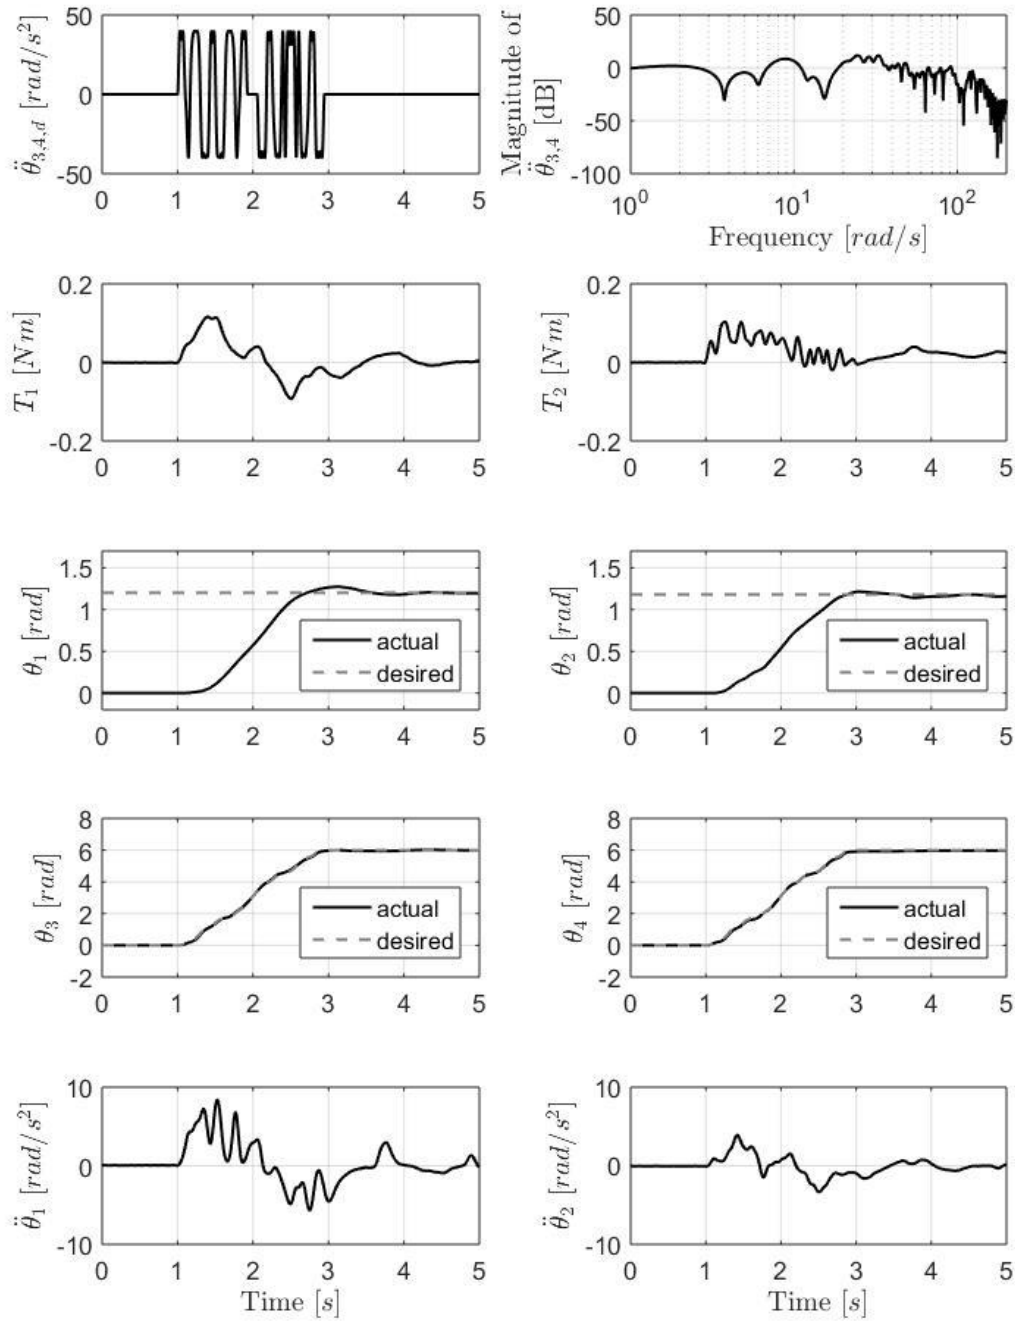 θ̈₃,₄,d [rad/s²]
50
0
-50
0 1 2 3 4 5
Magnitude of
θ̈₃,₄ [dB]
50
0
-50
-100
10⁰ 10¹ 10²
Frequency [rad/s]
T₁ [Nm]
0.2
0
-0.2
0 1 2 3 4 5
T₂ [Nm]
0.2
0
-0.2
0 1 2 3 4 5
θ₁ [rad]
1.5
1
0.5
0
actual
desired
0 1 2 3 4 5
θ₂ [rad]
1.5
1
0.5
0
actual
desired
0 1 2 3 4 5
θ₃ [rad]
8
6
4
2
0
-2
actual
desired
0 1 2 3 4 5
θ₄ [rad]
8
6
4
2
0
-2
actual
desired
0 1 2 3 4 5
θ̈₁ [rad/s²]
10
0
-10
0 1 2 3 4 5
Time [s]
θ̈₂ [rad/s²]
10
0
-10
0 1 2 3 4 5
Time [s]